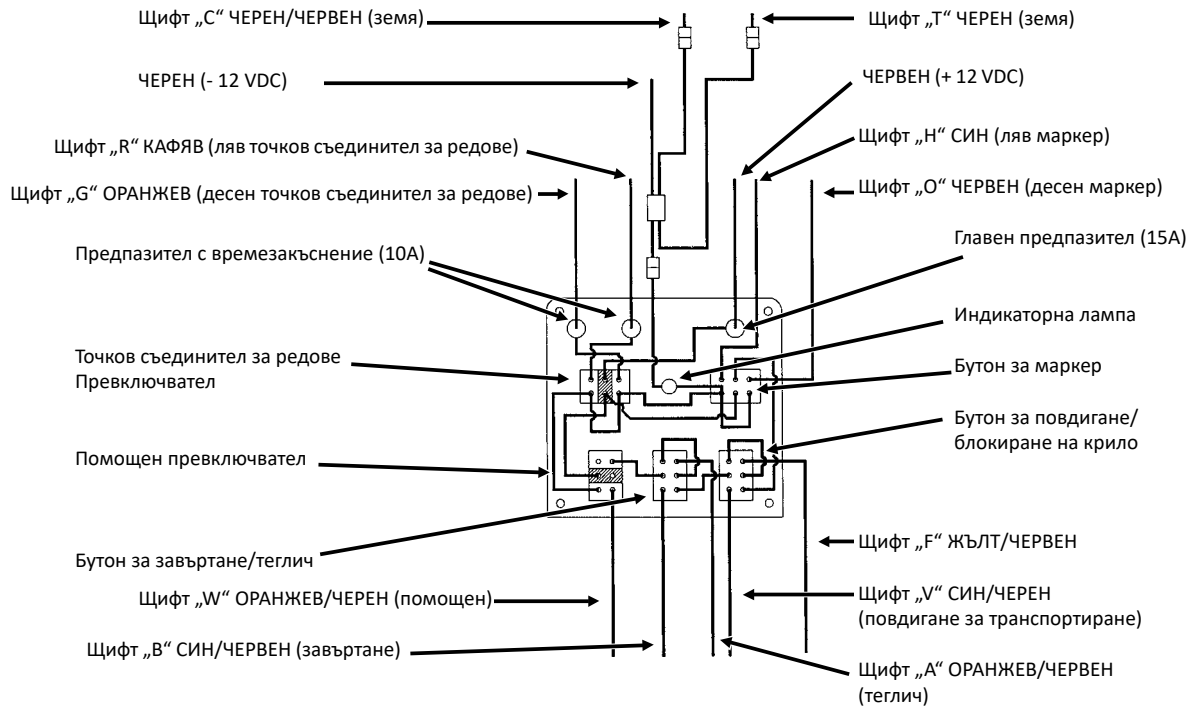 Щифт „C“ ЧЕРЕН/ЧЕРВЕН (земя)
Щифт „T“ ЧЕРЕН (земя)
ЧЕРЕН (- 12 VDC)
ЧЕРВЕН (+ 12 VDC)
Щифт „R“ КАФЯВ (ляв точков съединител за редове)
Щифт „H“ СИН (ляв маркер)
Щифт „G“ ОРАНЖЕВ (десен точков съединител за редове)
Щифт „O“ ЧЕРВЕН (десен маркер)
Предпазител с времезакъснение (10A)
Главен предпазител (15A)
Индикаторна лампа
Точков съединител за редове
Превключвател
Бутон за маркер
Бутон за повдигане/
блокиране на крило
Помощен превключвател
Бутон за завъртане/теглич
Щифт „F“ ЖЪЛТ/ЧЕРВЕН
Щифт „W“ ОРАНЖЕВ/ЧЕРЕН (помощен)
Щифт „V“ СИН/ЧЕРЕН
(повдигане за транспортиране)
Щифт „B“ СИН/ЧЕРВЕН (завъртане)
Щифт „A“ ОРАНЖЕВ/ЧЕРВЕН
(теглич)